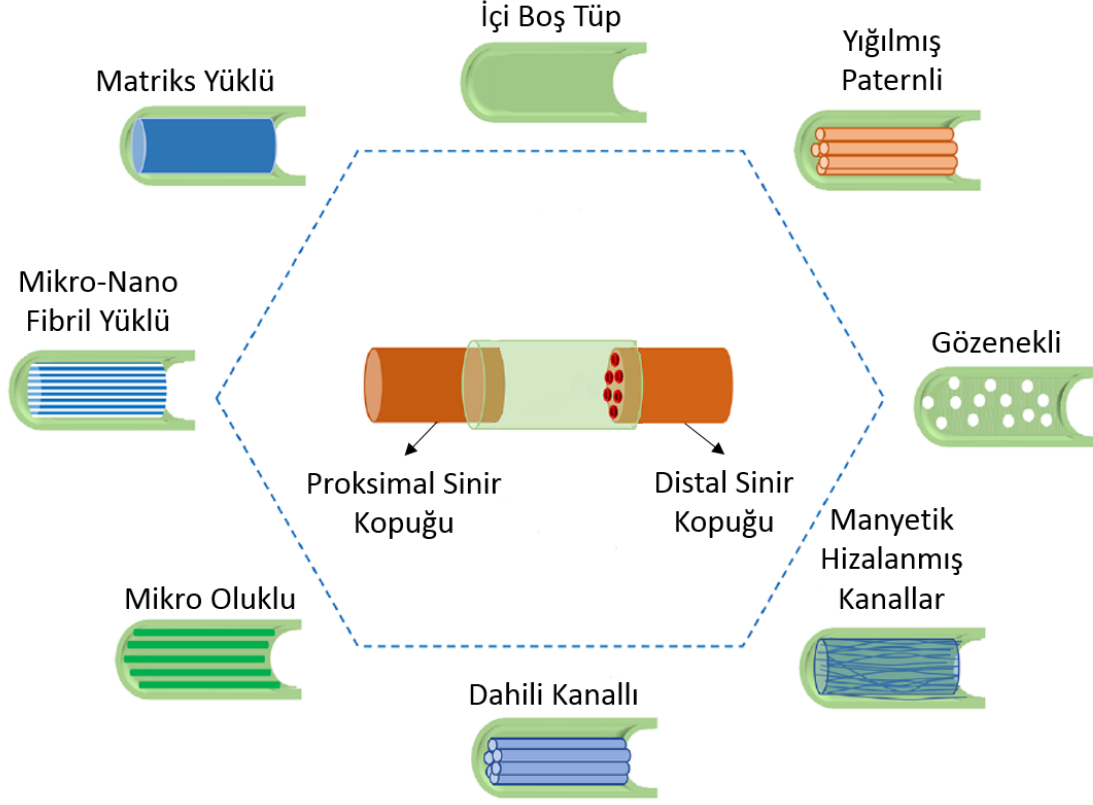 İçi Boş Tüp
Yığılmış
Paternli
Matriks Yüklü
Mikro-Nano
Fibril Yüklü
Gözenekli
Proksimal Sinir
Kopuğu
Distal Sinir
Kopuğu
Manyetik
Hizalanmış
Kanallar
Mikro Oluklu
Dahili Kanallı